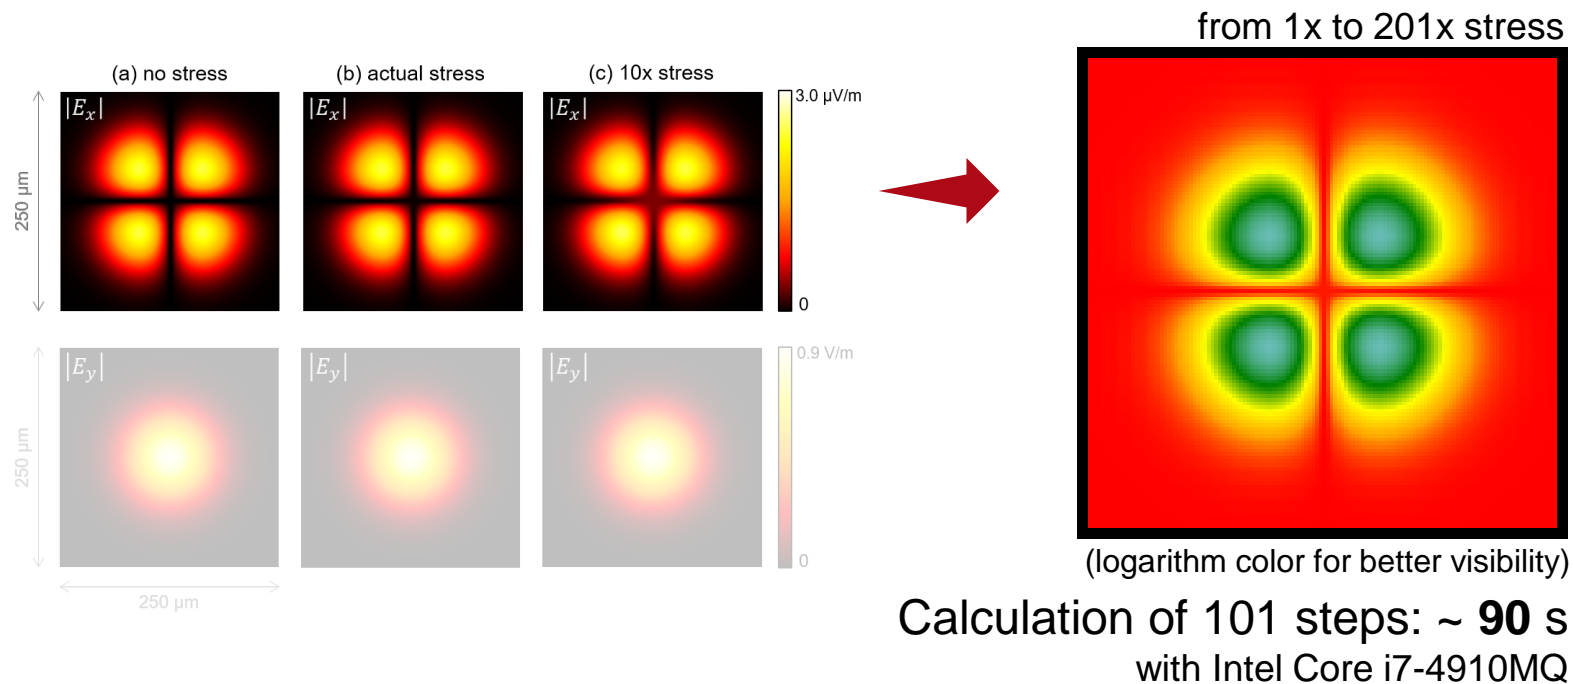 from 1x to 201x stress
(a) no stress
(b) actual stress
(c) 10x stress
|Ex|
|Ex|
|Ex|
3.0 µV/m
0
250 µm
|Ey|
|Ey|
|Ey|
0.9 V/m
0
250 µm
250 µm
(logarithm color for better visibility)
Calculation of 101 steps: ~ 90 s
with Intel Core i7-4910MQ